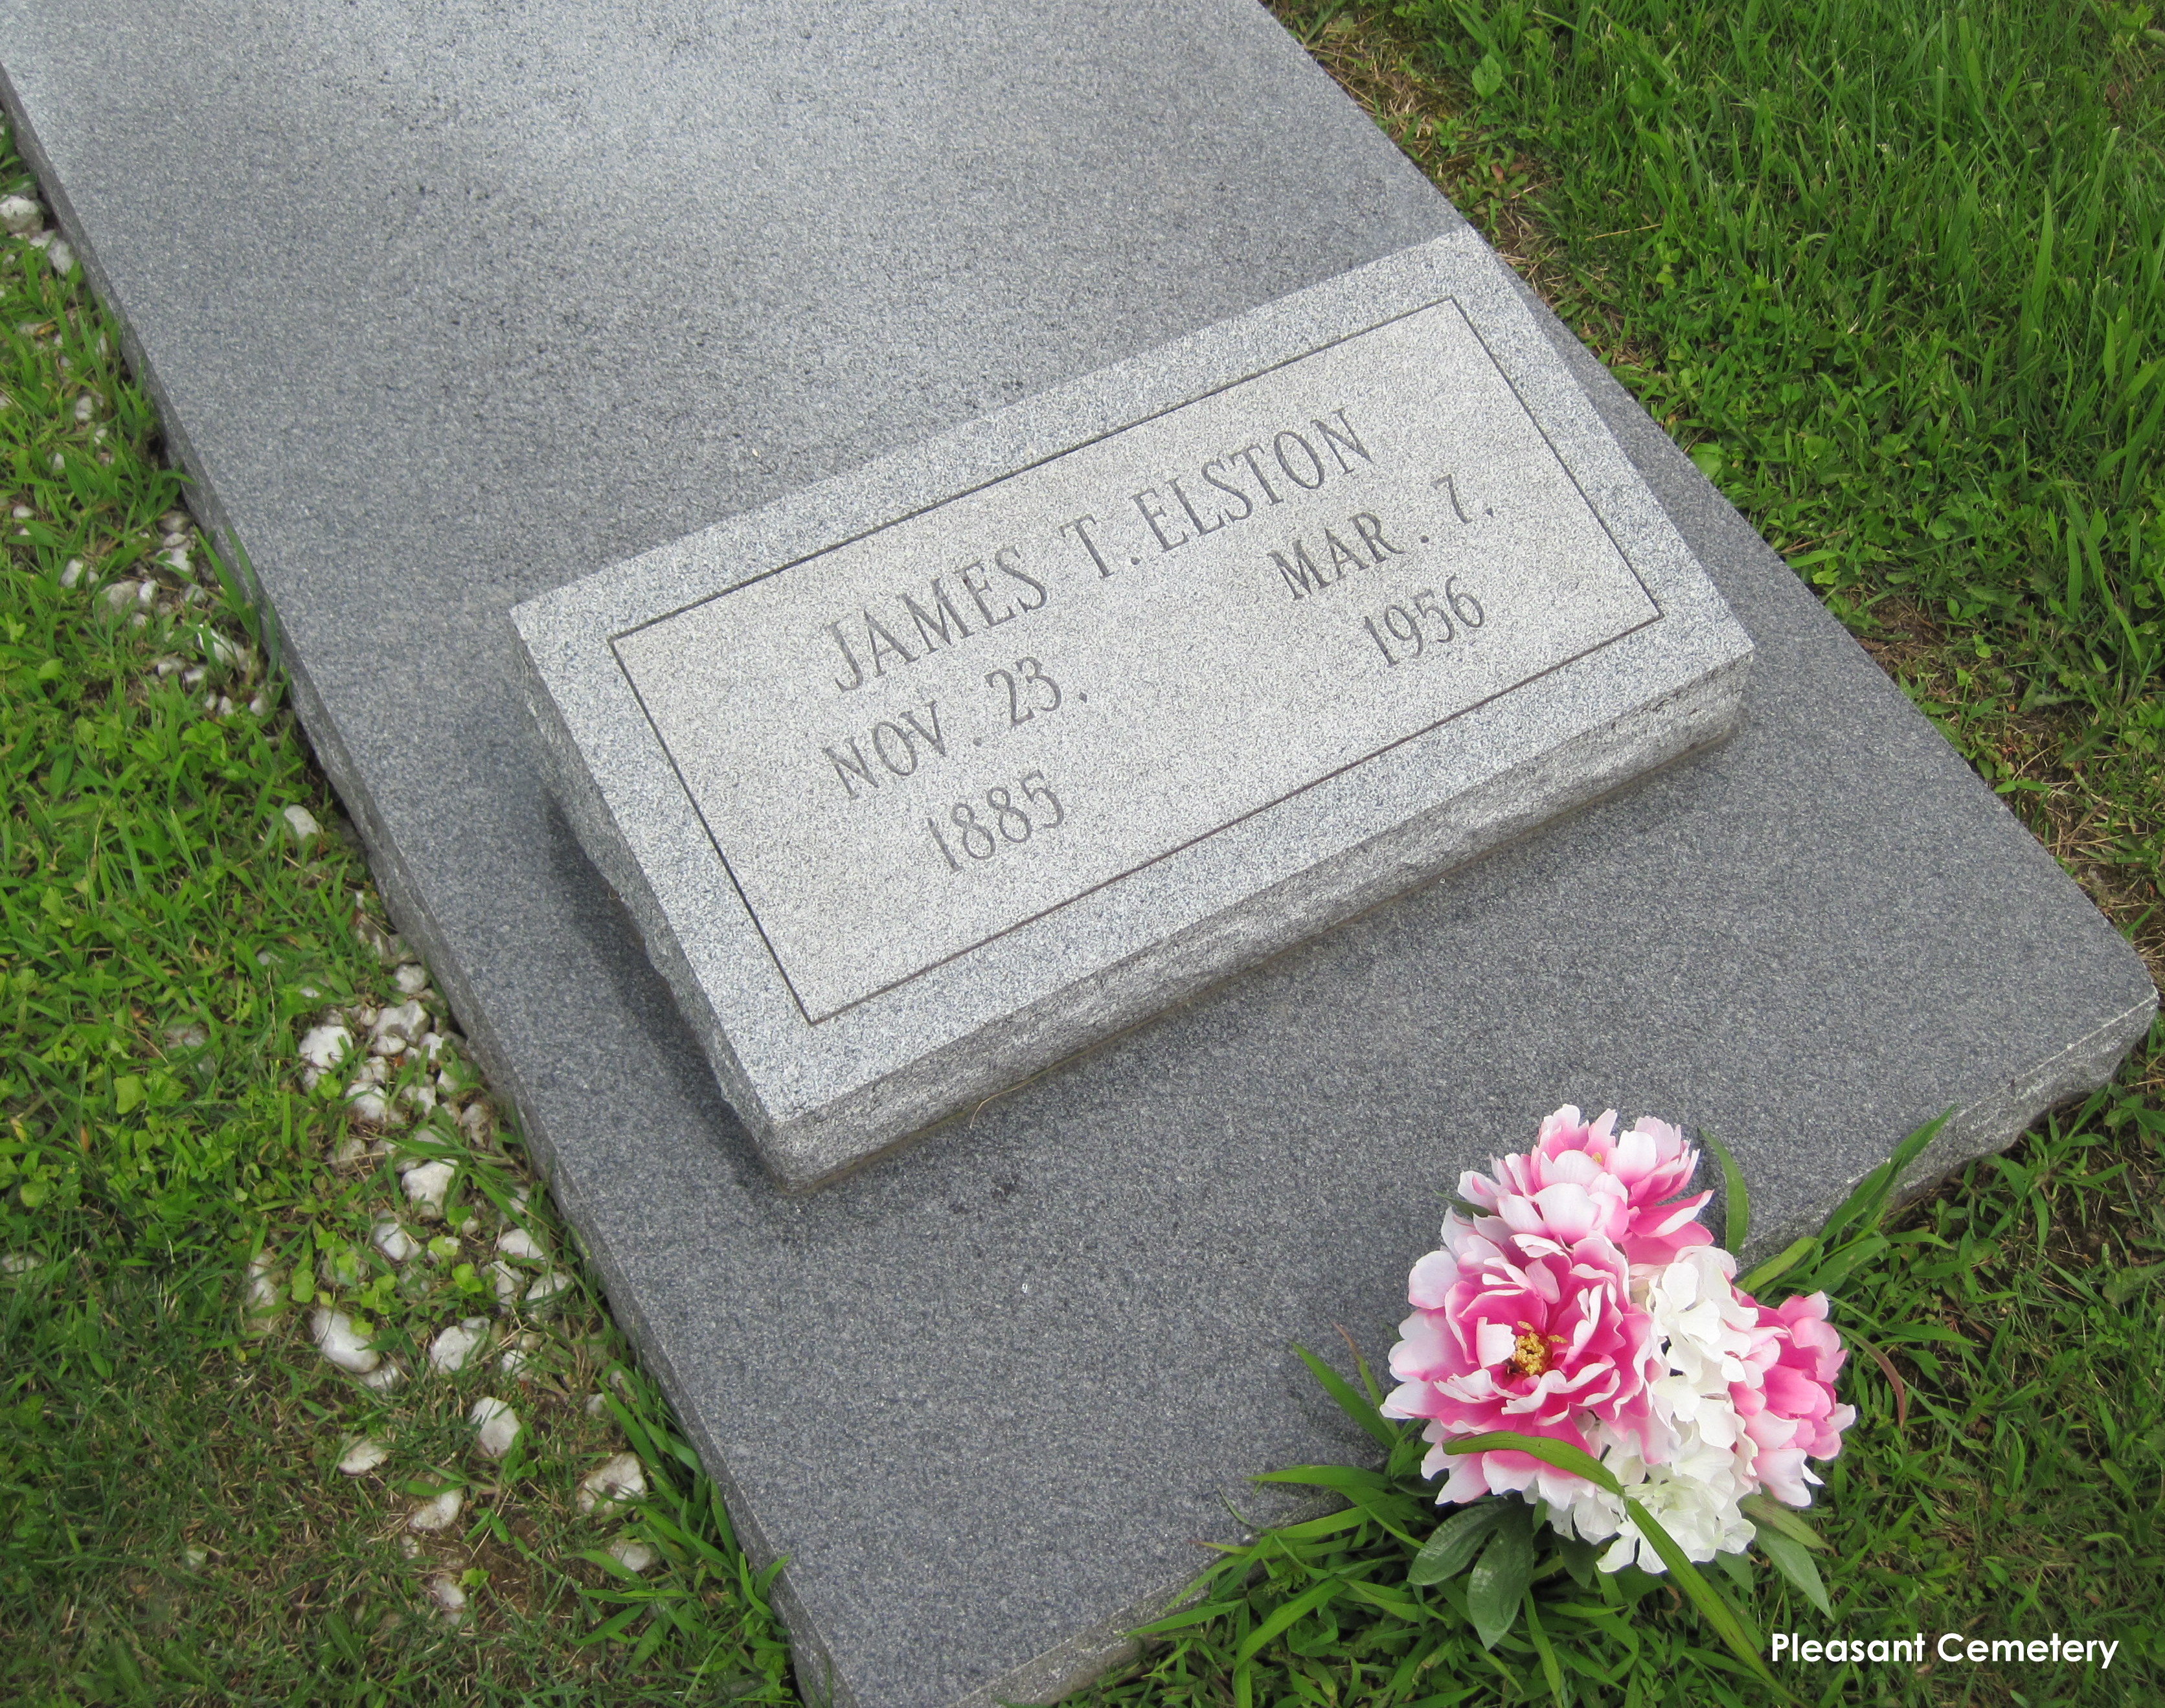 JAMES T. ELSTON
NOV. 23. MAR. 7.
1885 1956
Pleasant Cemetery